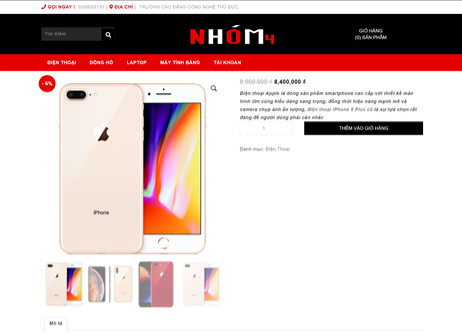 GỌI NGAY ! 0359003130 || ĐỊA CHỈ : TRƯỜNG CAO ĐẲNG CÔNG NGHỆ THỦ ĐỨC.
Tìm Kiếm
NHÓM4
GIỎ HÀNG
(0) SẢN PHẨM
ĐIỆN THOẠI ĐỒNG HỒ LAPTOP MÁY TÍNH BẢNG TÀI KHOẢN
- 6%
9,000,000 ₫ 8,400,000 ₫
Điện thoại Apple là dòng sản phẩm smartphone cao cấp với thiết kế màn
hình lớn cùng kiểu dáng sang trọng, đồng thời hiệu năng mạnh mẽ và
camera chụp ảnh ấn tượng, điện thoại iPhone 8 Plus cũ là sự lựa chọn rất
đáng để người dùng phải cân nhắc
1
THÊM VÀO GIỎ HÀNG
Danh mục: Điện Thoại
iPhone
Mô tả